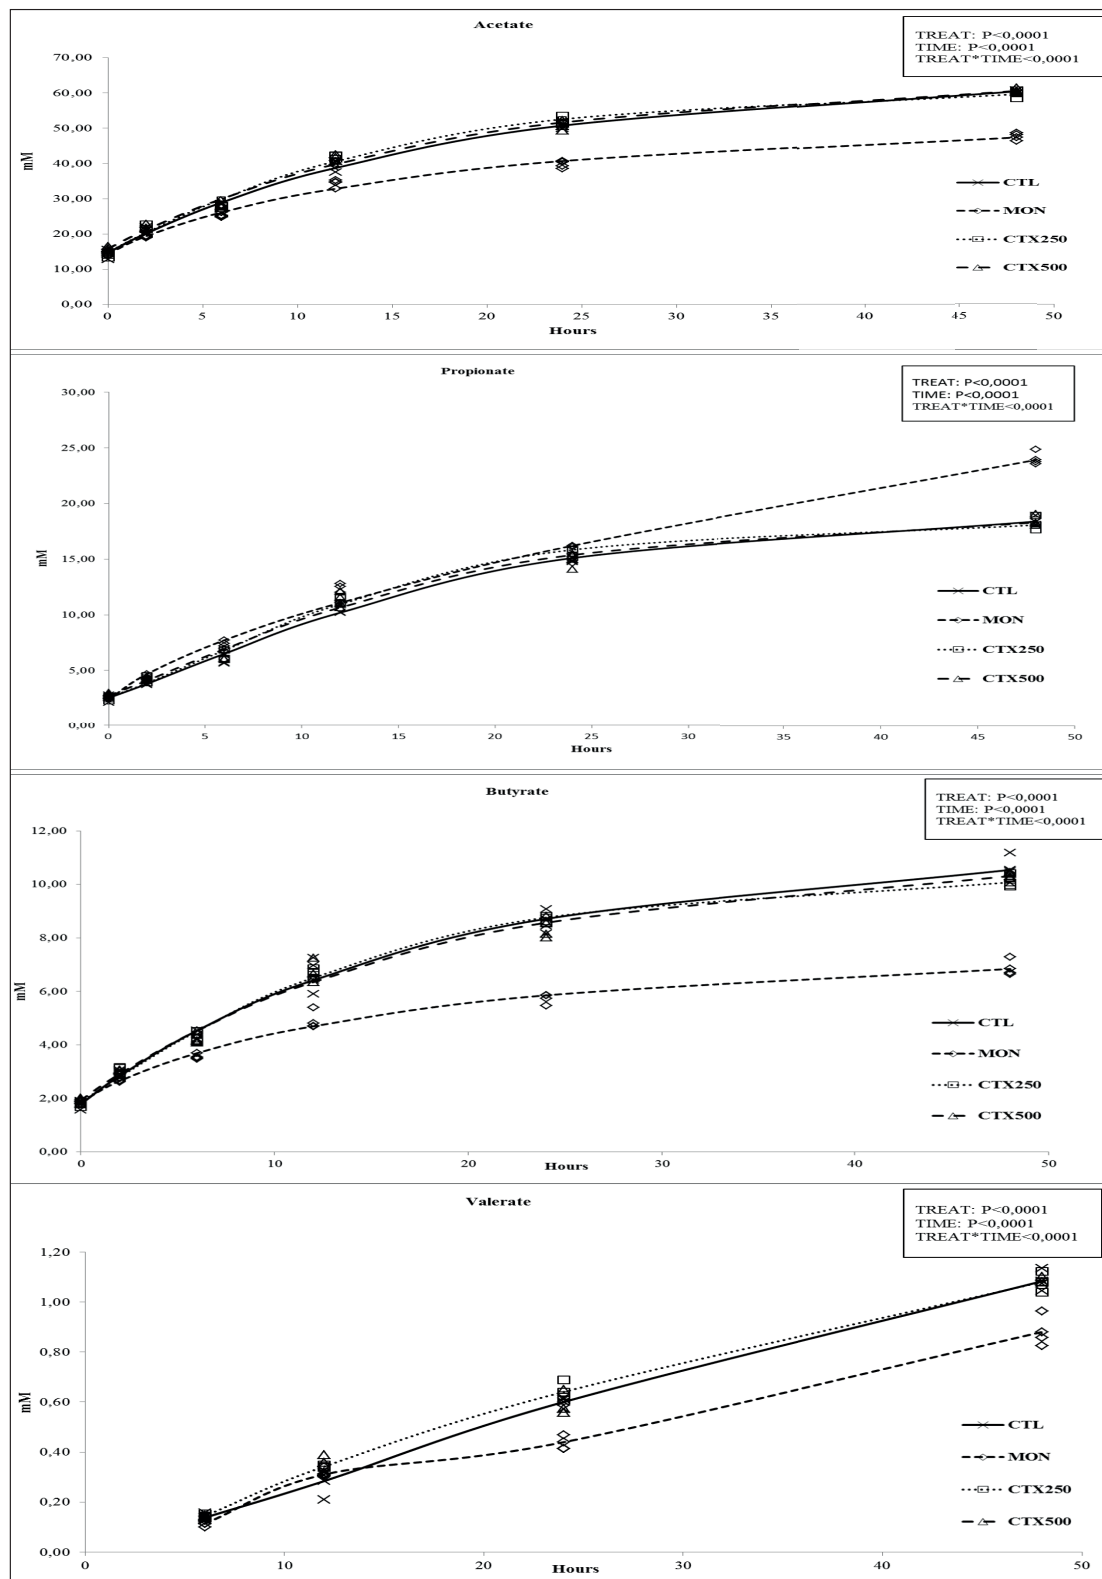 Acetate
TREAT: P<0,0001
TIME: P<0,0001
TREAT*TIME<0,0001
70,00
60,00
50,00
40,00
30,00
20,00
10,00
0,00
mM
0 5 10 15 20 25 30 35 40 45 50
Hours
CTL
MON
CTX250
CTX500
Propionate
TREAT: P<0,0001
TIME: P<0,0001
TREAT*TIME<0,0001
30,00
25,00
20,00
15,00
10,00
5,00
0,00
mM
0 5 10 15 20 25 30 35 40 45 50
Hours
CTL
MON
CTX250
CTX500
Butyrate
TREAT: P<0,0001
TIME: P<0,0001
TREAT*TIME<0,0001
12,00
10,00
8,00
6,00
4,00
2,00
0,00
mM
0 10 20 30 40 50
Hours
CTL
MON
CTX250
CTX500
Valerate
TREAT: P<0,0001
TIME: P<0,0001
TREAT*TIME<0,0001
1,20
1,00
0,80
0,60
0,40
0,20
0,00
mM
0 10 20 30 40 50
Hours
CTL
MON
CTX250
CTX500